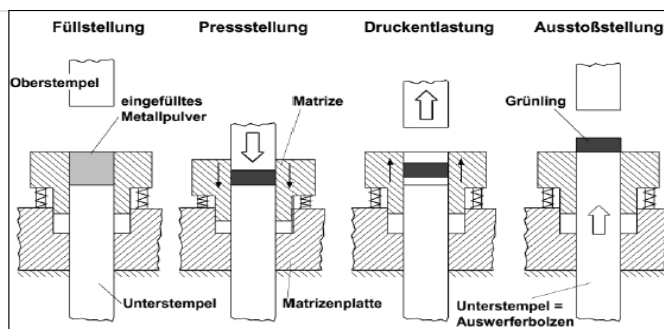 Füllstellung
Pressstellung
Druckentlastung
Ausstoßstellung
Oberstempel
eingefülltes
Metallpulver
Matrize
Grünling
Unterstempel
Matrizenplatte
Unterstempel =
Auswerferbolzen